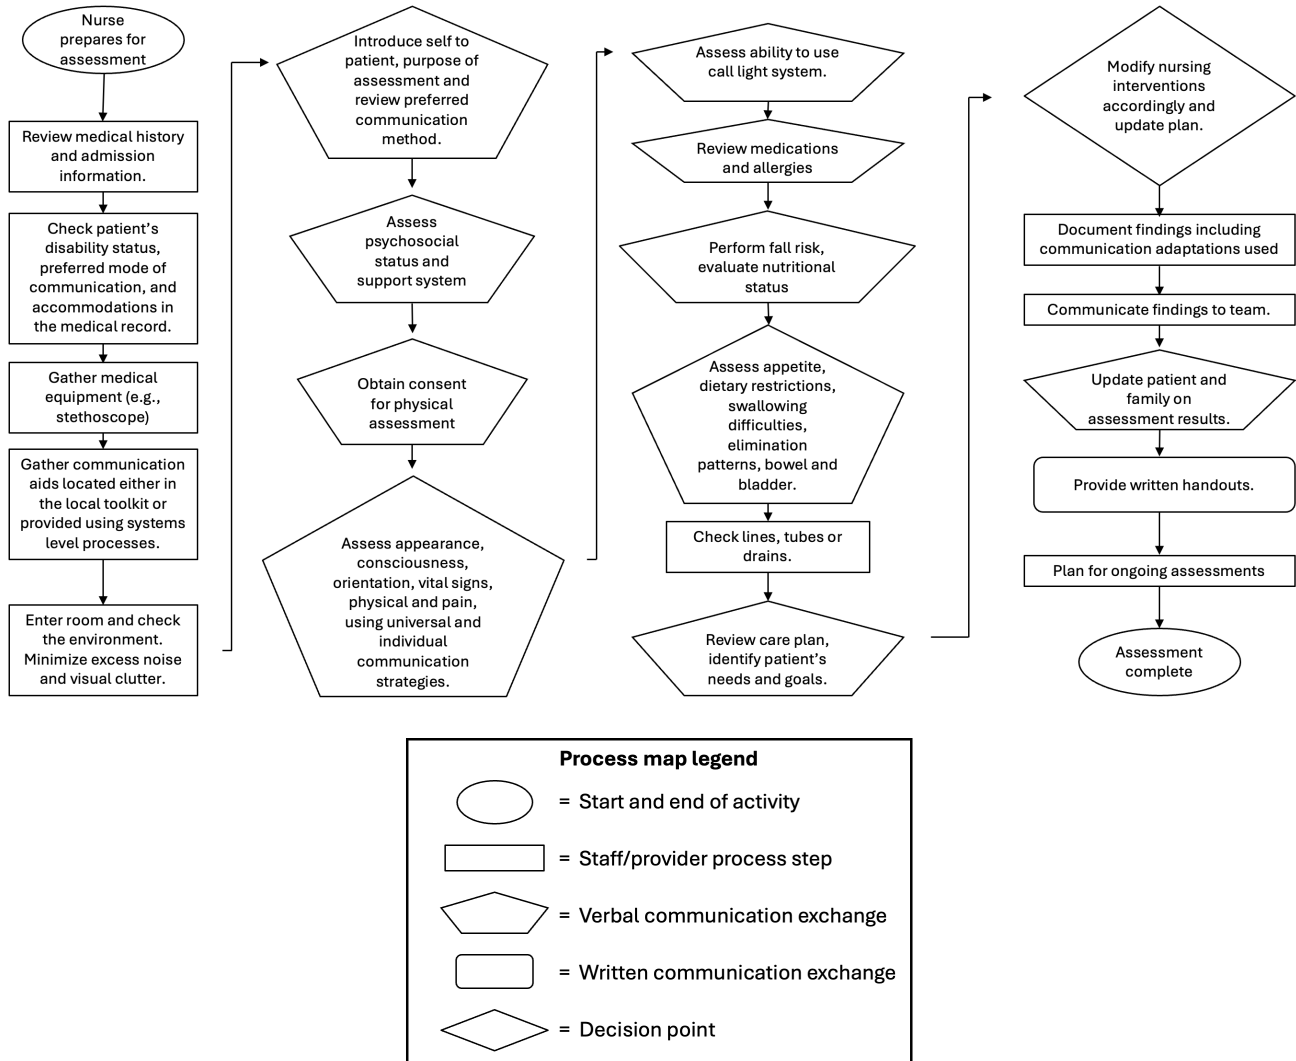 Nurse
prepares for
assessment
Review medical history
and admission
information.
Check patient’s
disability status,
preferred mode of
communication, and
accommodations in
the medical record.
Gather medical
equipment (e.g.,
stethoscope)
Gather communication
aids located either in
the local toolkit or
provided using systems
level processes.
Enter room and check
the environment.
Minimize excess noise
and visual clutter.
Introduce self to
patient, purpose of
assessment and
review preferred
communication
method.
Assess
psychosocial
status and
support system
Obtain consent
for physical
assessment
Assess appearance,
consciousness,
orientation, vital signs,
physical and pain,
using universal and
individual
communication
strategies.
Assess ability to use
call light system.
Review medications
and allergies
Perform fall risk,
evaluate nutritional
status
Assess appetite,
dietary restrictions,
swallowing
difficulties,
elimination
patterns, bowel and
bladder.
Check lines, tubes or
drains.
Review care plan,
identify patient’s
needs and goals.
Modify nursing
interventions
accordingly and
update plan.
Document findings including
communication adaptations used
Communicate findings to team.
Update patient and
family on
assessment results.
Provide written handouts.
Plan for ongoing assessments
Assessment
complete
Process map legend
= Start and end of activity
= Staff/provider process step
= Verbal communication exchange
= Written communication exchange
= Decision point